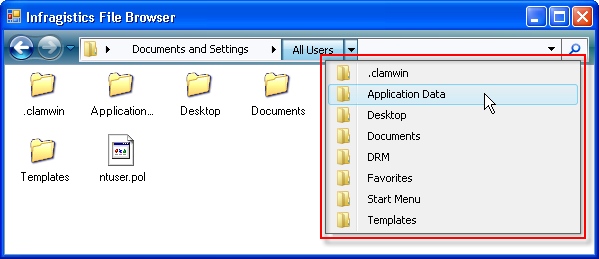 Infragistics File Browser
Documents and Settings All Users
.clamwin Application... Desktop Documents
Templates ntuser.pol
.clamwin
Application Data
Desktop
Documents
DRM
Favorites
Start Menu
Templates